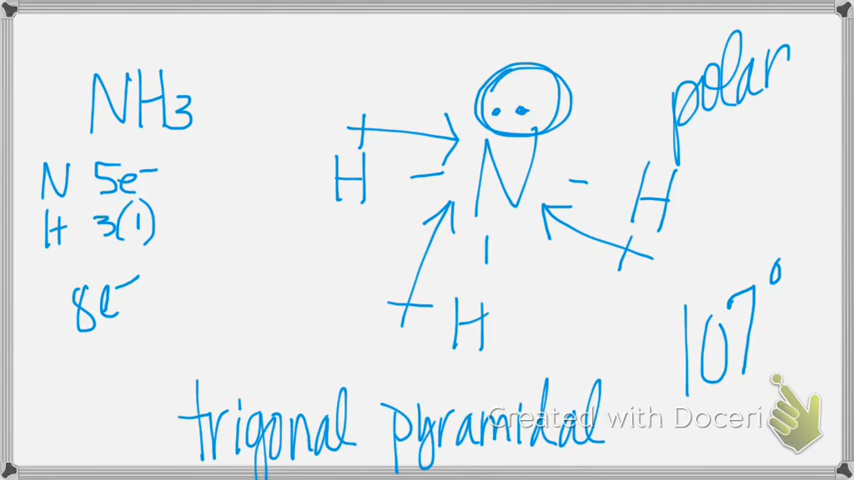 NH3
N 5e-
H 3(1)
8e-
H - N - H
H
polar
107°
trigonal pyramidal
Created with Doceri